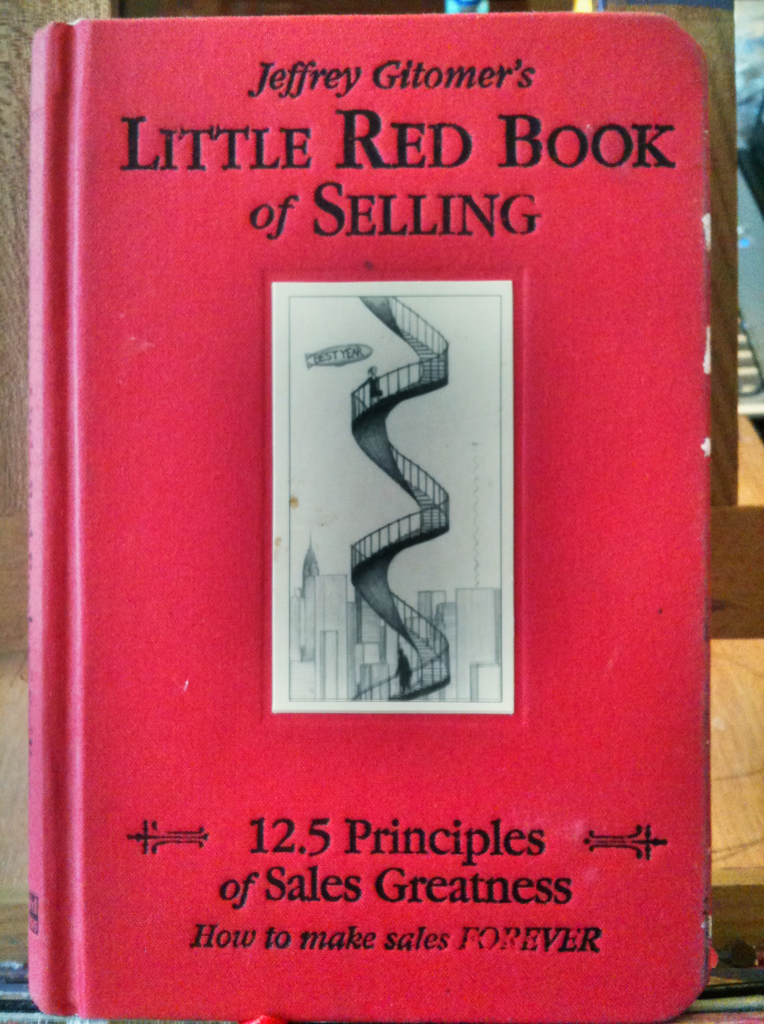 Jeffrey Gitomer's
LITTLE RED BOOK
of SELLING
BEST YEAR
12.5 Principles
of Sales Greatness
How to make sales FOREVER